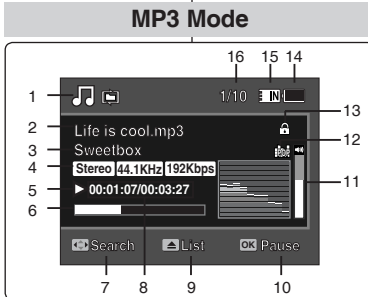 MP3 Mode
16 15 14
1 1/10 IN
13
2 Life is cool.mp3
12
3 Sweetbox
4 Stereo 44.1KHz 192Kbps
11
5 00:01:07/00:03:27
6
Search List OK Pause
7 8 9 10